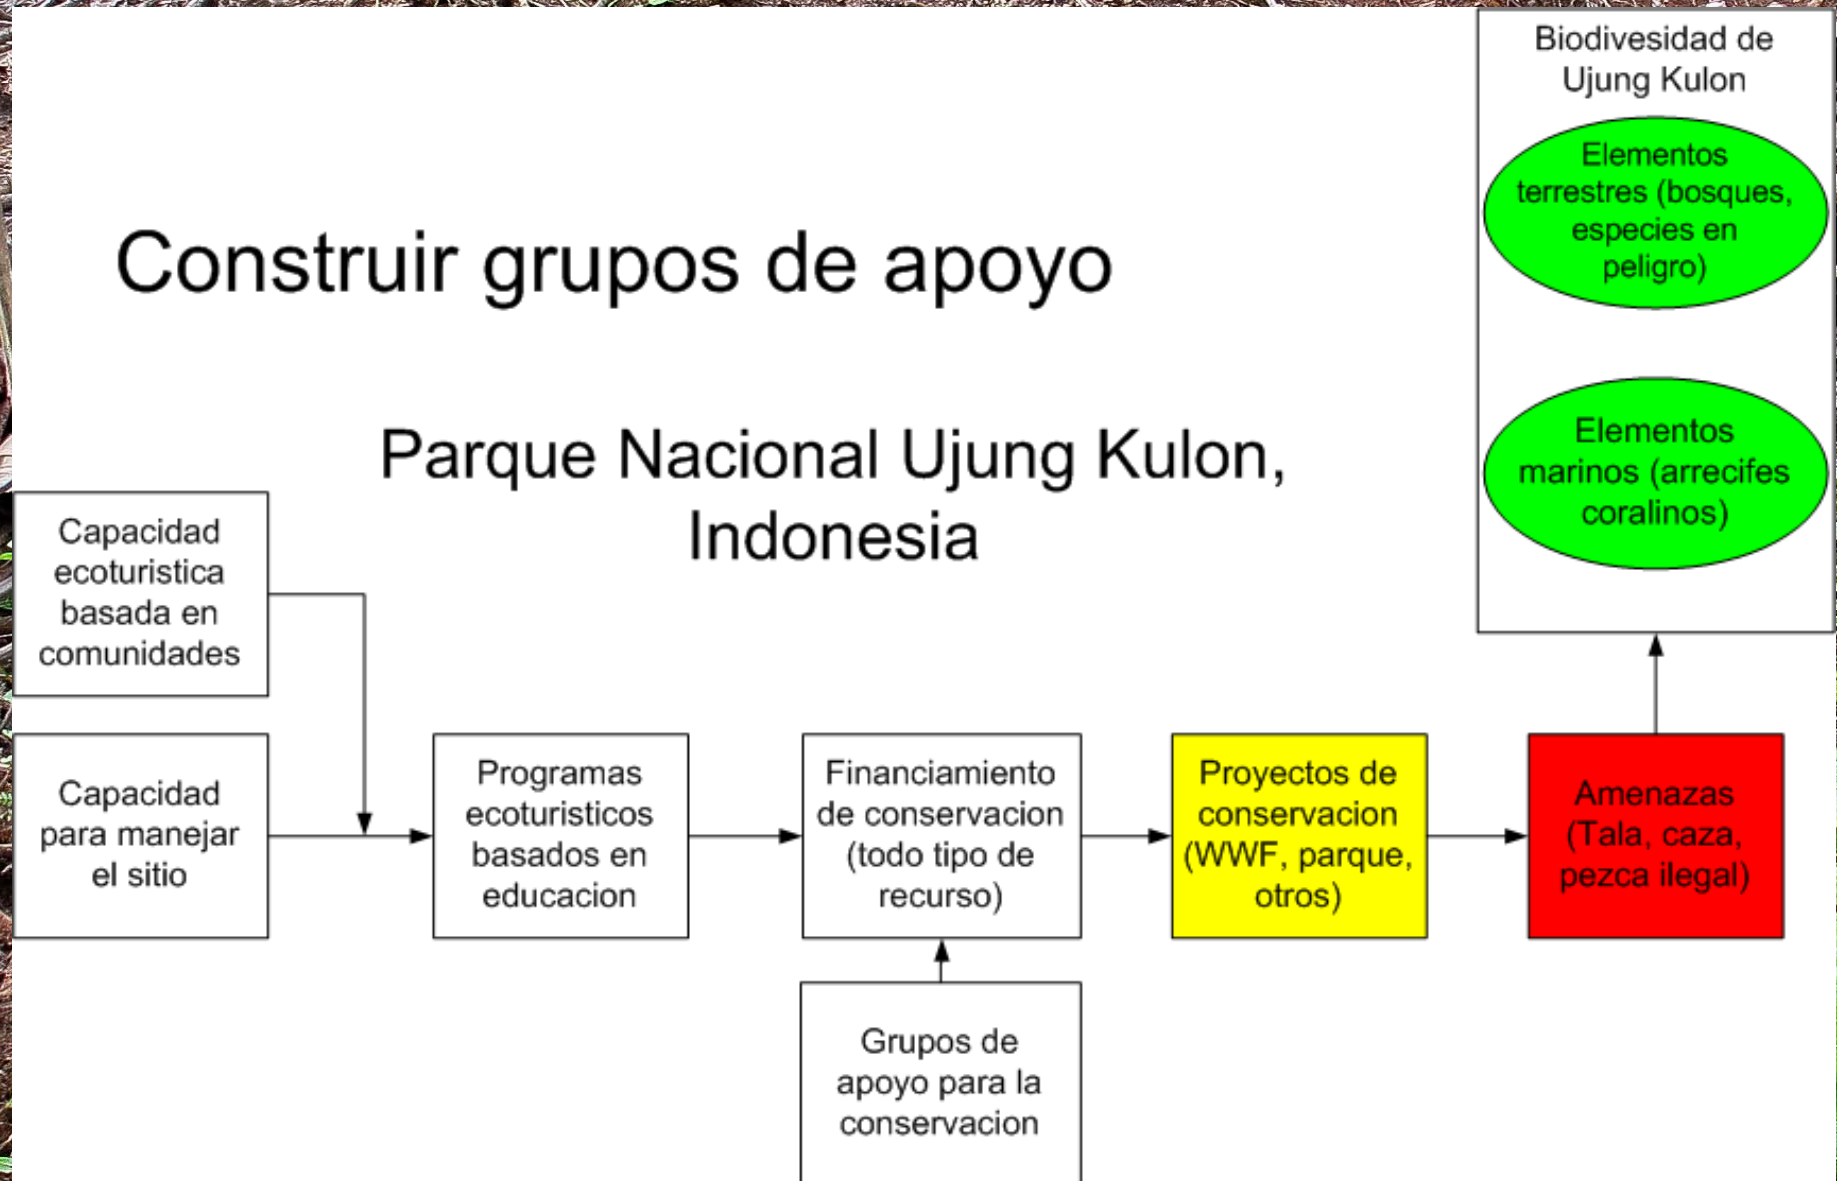 Construir grupos de apoyo
Parque Nacional Ujung Kulon,
Indonesia
Biodivesidad de
Ujung Kulon
Elementos
terrestres (bosques,
especies en
peligro)
Elementos
marinos (arrecifes
coralinos)
Capacidad
ecoturistica
basada en
comunidades
Capacidad
para manejar
el sitio
Programas
ecoturisticos
basados en
educacion
Financiamiento
de conservacion
(todo tipo de
recurso)
Proyectos de
conservacion
(WWF, parque,
otros)
Amenazas
(Tala, caza,
pezca ilegal)
Grupos de
apoyo para la
conservacion